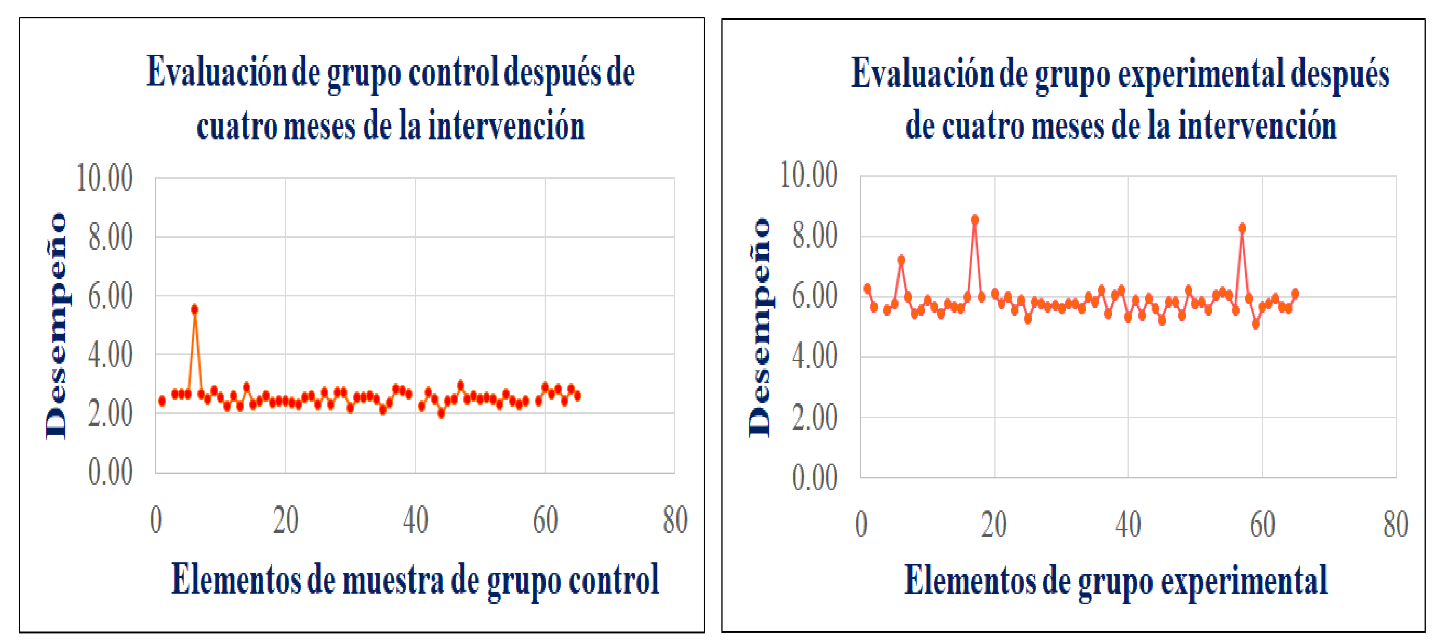 Evaluación de grupo control después de
cuatro meses de la intervención
10.00
8.00
6.00
4.00
2.00
0.00
Desempeño
0 20 40 60 80
Elementos de muestra de grupo control
Evaluación de grupo experimental después
de cuatro meses de la intervención
10.00
8.00
6.00
4.00
2.00
0.00
Desempeño
0 20 40 60 80
Elementos de grupo experimental